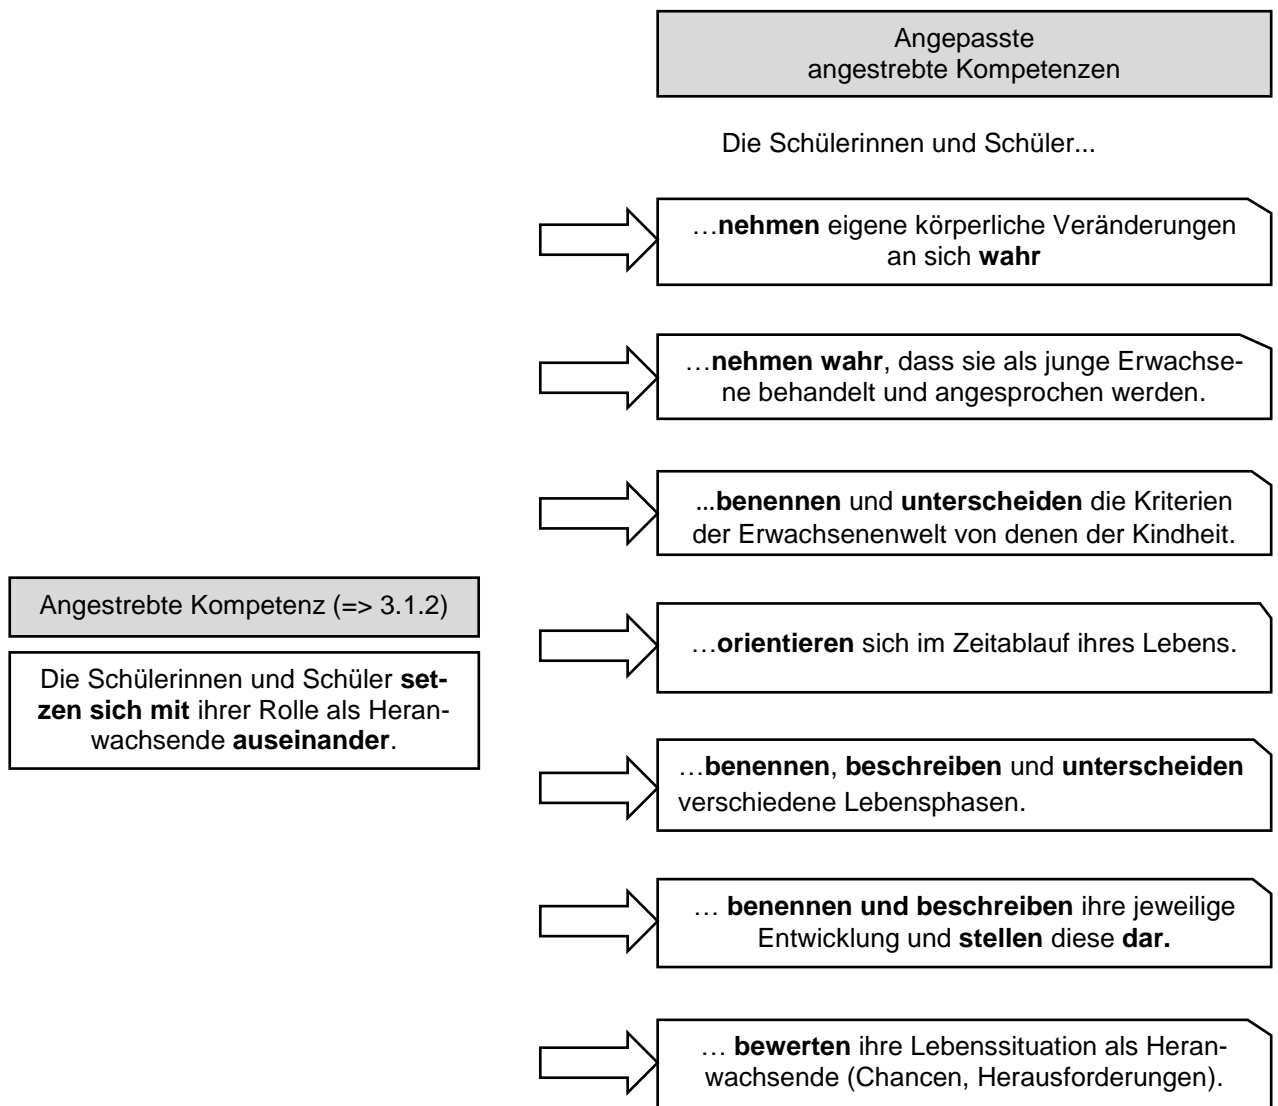 Angepasste
angestrebte Kompetenzen
Die Schülerinnen und Schüler...
…nehmen eigene körperliche Veränderungen
an sich wahr
…nehmen wahr, dass sie als junge Erwachse-
ne behandelt und angesprochen werden.
...benennen und unterscheiden die Kriterien
der Erwachsenenwelt von denen der Kindheit.
Angestrebte Kompetenz (=> 3.1.2)
Die Schülerinnen und Schüler set-
zen sich mit ihrer Rolle als Heran-
wachsende auseinander.
…orientieren sich im Zeitablauf ihres Lebens.
…benennen, beschreiben und unterscheiden
verschiedene Lebensphasen.
… benennen und beschreiben ihre jeweilige
Entwicklung und stellen diese dar.
… bewerten ihre Lebenssituation als Heran-
wachsende (Chancen, Herausforderungen).